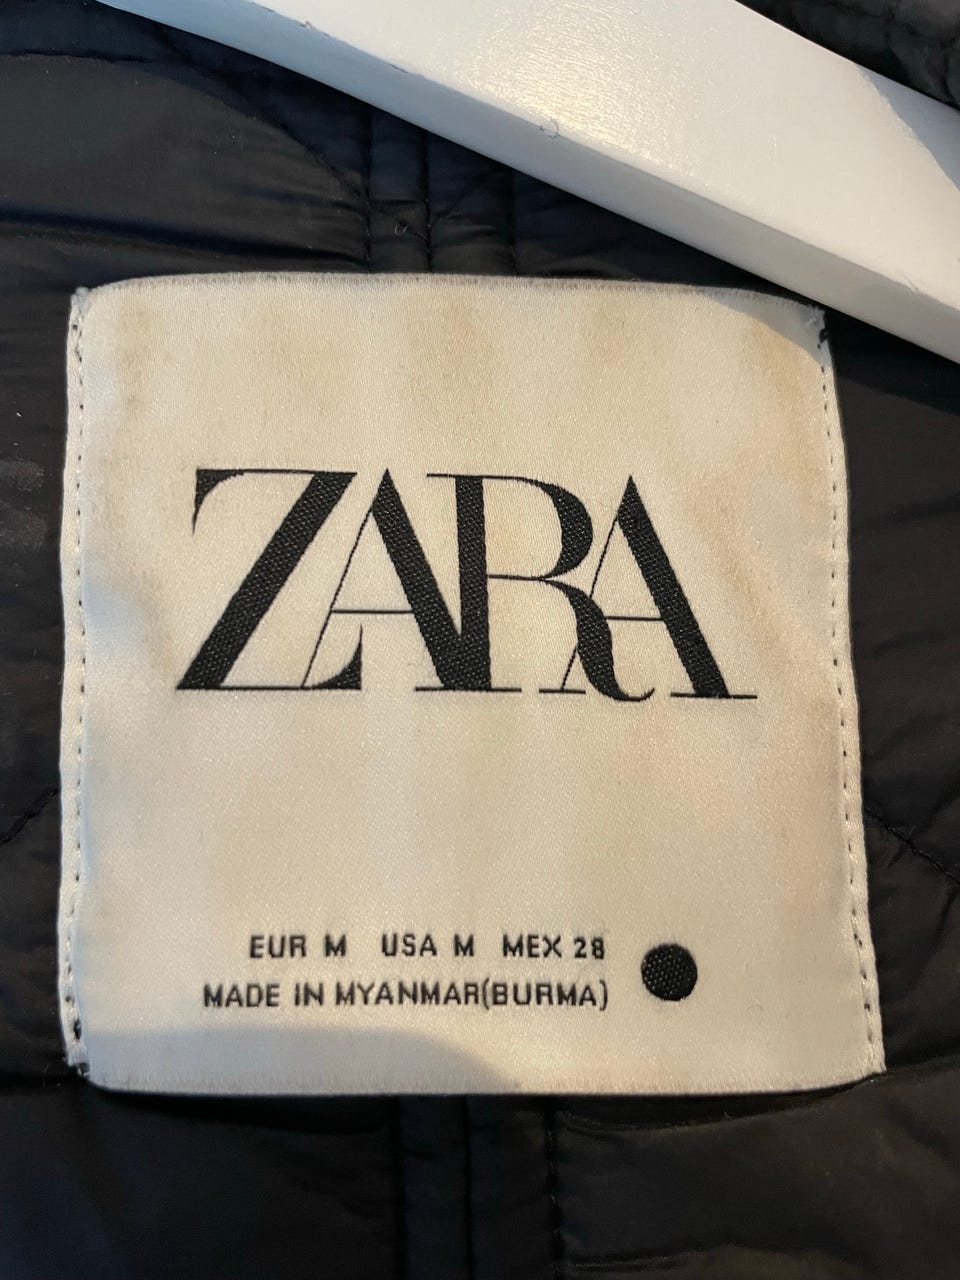 ZARA
EUR M USA M MEX 28
MADE IN MYANMAR(BURMA)